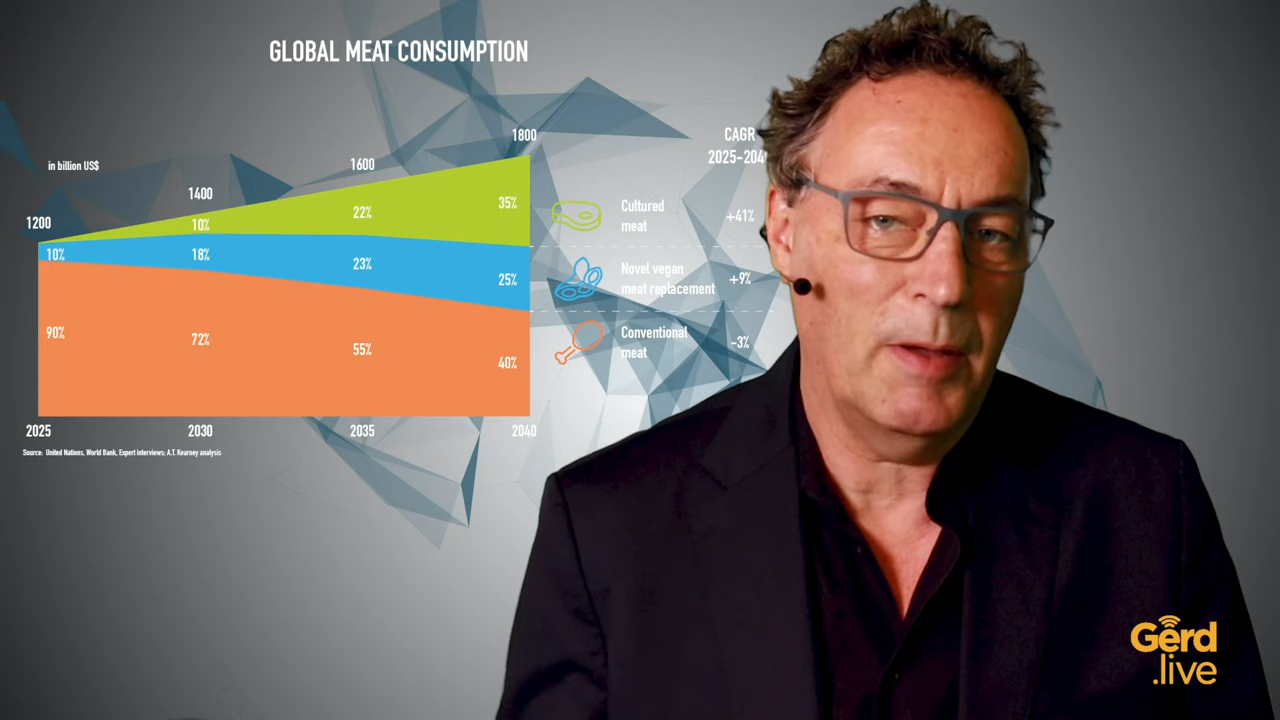 GLOBAL MEAT CONSUMPTION
in billion US$
1200
1400
1600
1800
10%
18%
10%
22%
23%
35%
25%
90%
72%
55%
40%
2025
2030
2035
2040
Source: United Nations, World Bank, Expert interviews; A.T. Kearney analysis
CAGR
2025-204
Cultured
meat
+41%
Novel vegan
meat replacement
+9%
Conventional
meat
-3%
Gerd
.live